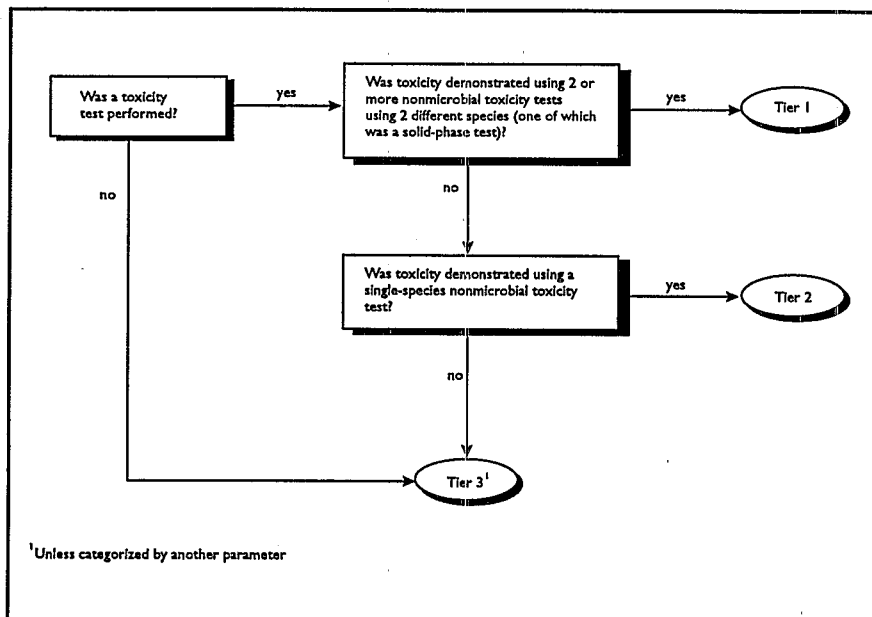 Was a toxicity
test performed?
yes
Was toxicity demonstrated using 2 or
more nonmicrobial toxicity tests
using 2 different species (one of which
was a solid-phase test)?
yes
Tier 1
no
no
Was toxicity demonstrated using a
single-species nonmicrobial toxicity
test?
yes
Tier 2
no
Tier 3¹
¹Unless categorized by another parameter